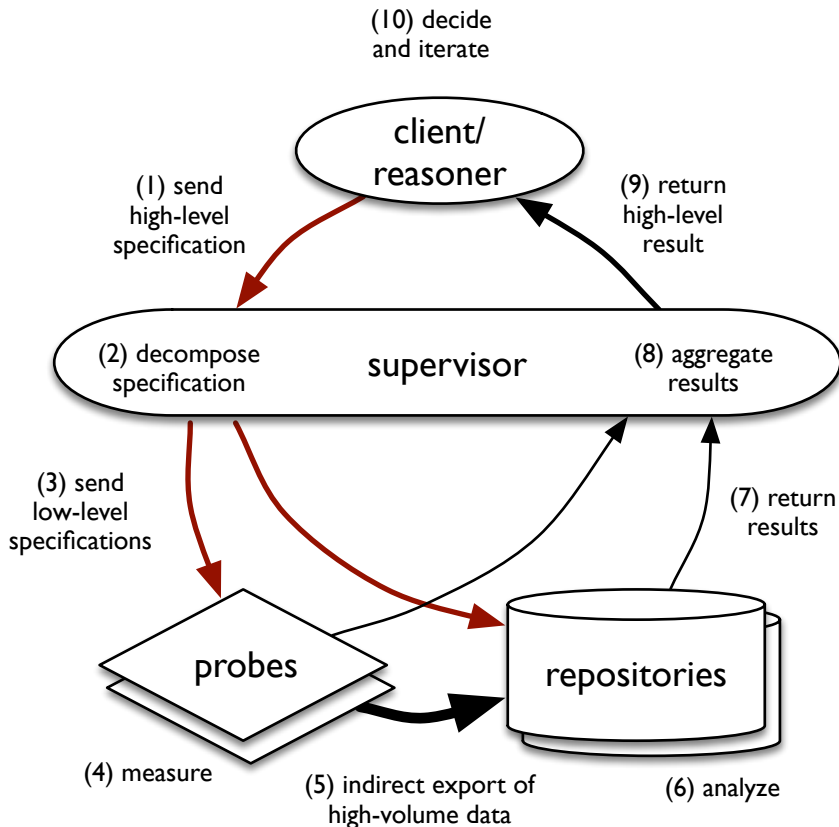 (10) decide
and iterate
client/
reasoner
(1) send
high-level
specification
(9) return
high-level
result
(2) decompose
specification
supervisor
(8) aggregate
results
(3) send
low-level
specifications
(7) return
results
probes
repositories
(4) measure
(5) indirect export of
high-volume data
(6) analyze